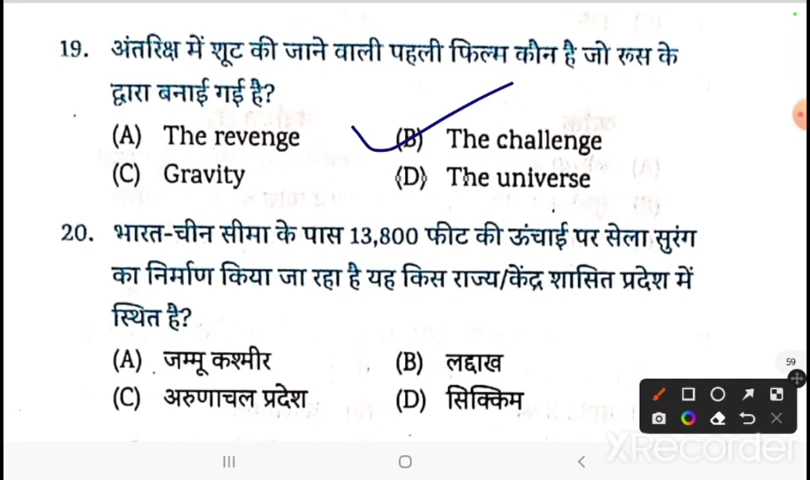 19. अंतरिक्ष में शूट की जाने वाली पहली फिल्म कौन है जो रूस के
द्वारा बनाई गई है?
(A) The revenge (B) The challenge
(C) Gravity (D) The universe
20. भारत-चीन सीमा के पास 13,800 फीट की ऊंचाई पर सेला सुरंग
का निर्माण किया जा रहा है यह किस राज्य/केंद्र शासित प्रदेश में
स्थित है?
(A) जम्मू कश्मीर (B) लद्दाख
59
(C) अरुणाचल प्रदेश (D) सिक्किम
XRecorder